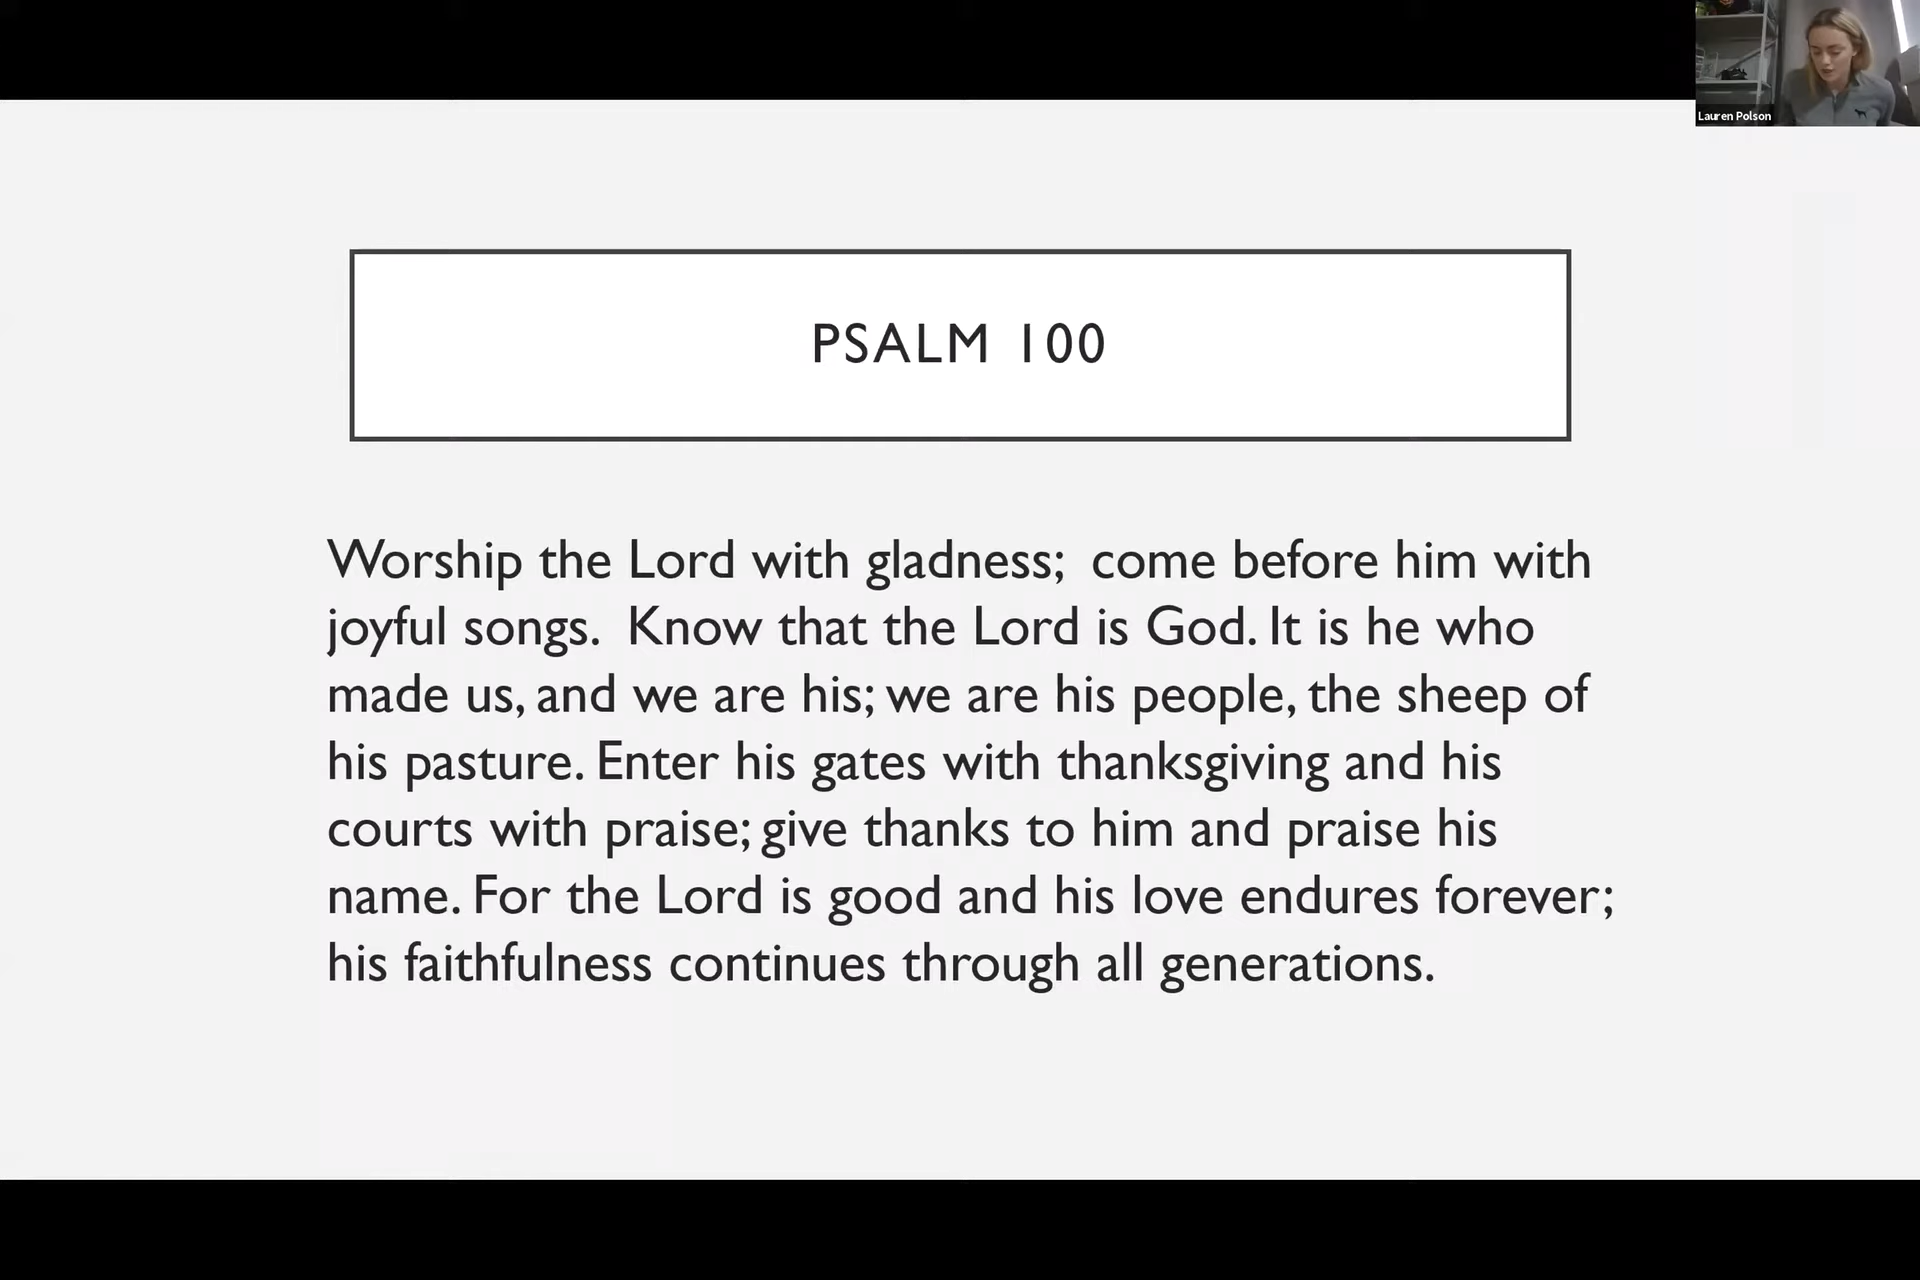 Lauren Polson
PSALM 100
Worship the Lord with gladness;  come before him with
joyful songs.  Know that the Lord is God. It is he who
made us, and we are his; we are his people, the sheep of
his pasture. Enter his gates with thanksgiving and his
courts with praise; give thanks to him and praise his
name. For the Lord is good and his love endures forever;
his faithfulness continues through all generations.